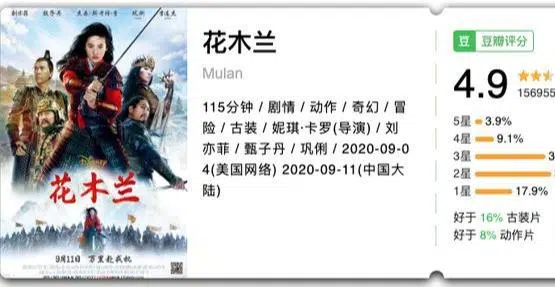 花木兰
Mulan
115分钟 / 剧情 / 动作 / 奇幻 / 冒
险 / 古装 / 妮琪·卡罗(导演) / 刘
亦菲 / 甄子丹 / 巩俐 / 2020-09-0
4(美国网络) 2020-09-11(中国大
陆)
豆 豆瓣评分
4.9
156955
5星 3.9%
4星 9.1%
3星 3
2星
1星 17.9%
好于 16% 古装片
好于 8% 动作片
Disney
花木兰
9月11日 万里赴戎机